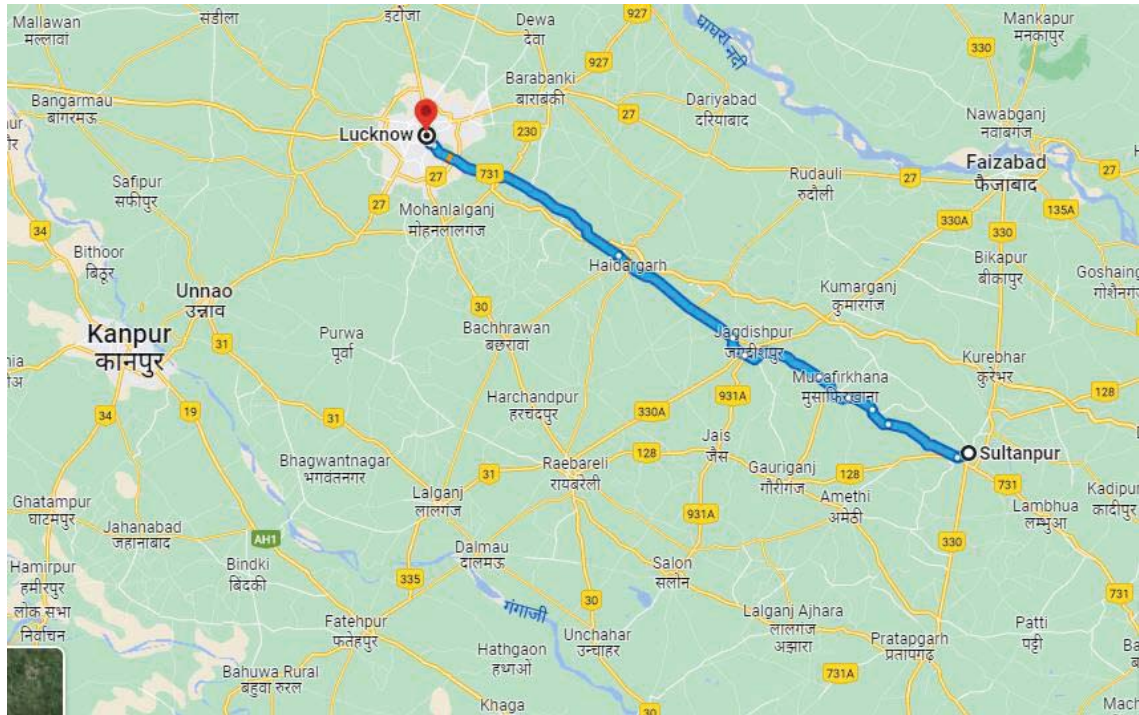 Mallawan
मल्लावां
संडीला
इटौंजा
Dewa
देवा
927
घाघरा नदी
Mankapur
मनकापुर
330
Bangarmau
बांगरमऊ
Lucknow
Barabanki
बाराबंकी
927
27
230
Dariyabad
दरियाबाद
27
Nawabganj
नवाबगंज
Faizabad
फैजाबाद
27
Safipur
सफीपुर
27
731
27
Mohanlalganj
मोहनलालगंज
Rudauli
रुदौली
330A
135A
330
34
Bithoor
बिठूर
Haidargarh
Bikapur
बीकापुर
Unnao
उन्नाव
Kumarganj
कुमारगंज
30
Kanpur
कानपुर
31
Purwa
पूर्वा
Bachhrawan
बछरावां
Jagdishpur
जगदीशपुर
Kurebhar
कुरेभर
128
Musafirkhana
मुसाफिरखाना
34
19
31
Harchandpur
हरचंदपुर
330A
931A
Jais
जैस
Sultanpur
Bhagwantnagar
भगवंतनगर
31
Raebareli
रायबरेली
128
Gauriganj
गौरीगंज
128
731
Lalganj
लालगंज
Amethi
अमेठी
Lambhua
लम्भुआ
Ghatampur
घाटमपुर
Jahanabad
जहानाबाद
AH1
931A
330
Dalmau
दालमऊ
Bindki
बिंदकी
335
Salon
सलोन
Hamirpur
हमीरपुर
लोक सभा
निर्वाचन
गंगाजी
30
Lalganj Ajhara
लालगंज
अझारा
731
Fatehpur
फतेहपुर
Unchahar
उन्चाहर
Patti
पट्टी
Pratapgarh
प्रतापगढ़
Hathgaon
हथगओं
731A
Bahuwa Rural
बहुवा रुरल
Khaga
30